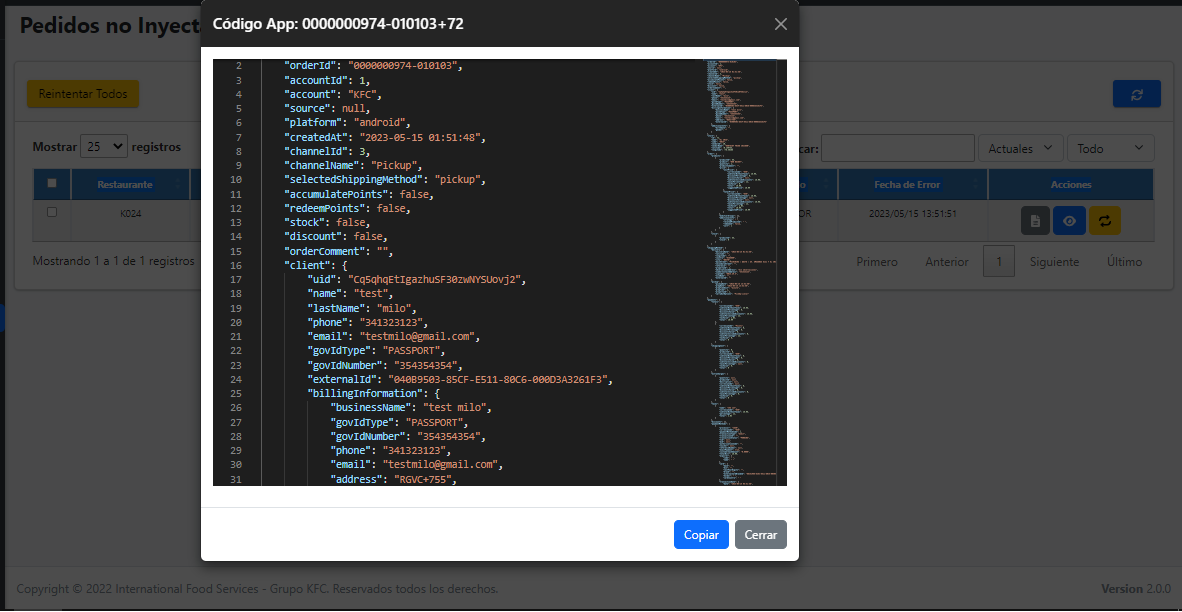 Pedidos no Inyect
Código App: 0000000974-010103+72
Reintentar Todos
Mostrar 25 registros
car:
Actuales
Todo
Restaurante
Fecha de Error
Acciones
K024
OR
2023/05/15 13:51:51
Mostrando 1 a 1 de 1 registros
Primero
Anterior
1
Siguiente
Último
2 "orderId": "0000000974-010103",
3 "accountId": 1,
4 "account": "KFC",
5 "source": null,
6 "platform": "android",
7 "createdAt": "2023-05-15 01:51:48",
8 "channelId": 3,
9 "channelName": "Pickup",
10 "selectedShippingMethod": "pickup",
11 "accumulatePoints": false,
12 "redeemPoints": false,
13 "stock": false,
14 "discount": false,
15 "orderComment": "",
16 "client": {
17 "uid": "Cq5qhqEtIgazhuSF30zwNYSUovj2",
18 "name": "test",
19 "lastName": "milo",
20 "phone": "341323123",
21 "email": "testmilo@gmail.com",
22 "govIdType": "PASSPORT",
23 "govIdNumber": "354354354",
24 "externalId": "040B9503-85CF-E511-80C6-000D3A3261F3",
25 "billingInformation": {
26 "businessName": "test milo",
27 "govIdType": "PASSPORT",
28 "govIdNumber": "354354354",
29 "phone": "341323123",
30 "email": "testmilo@gmail.com",
31 "address": "RGVC+755",
Copiar
Cerrar
Copyright © 2022 International Food Services - Grupo KFC. Reservados todos los derechos.
Version 2.0.0